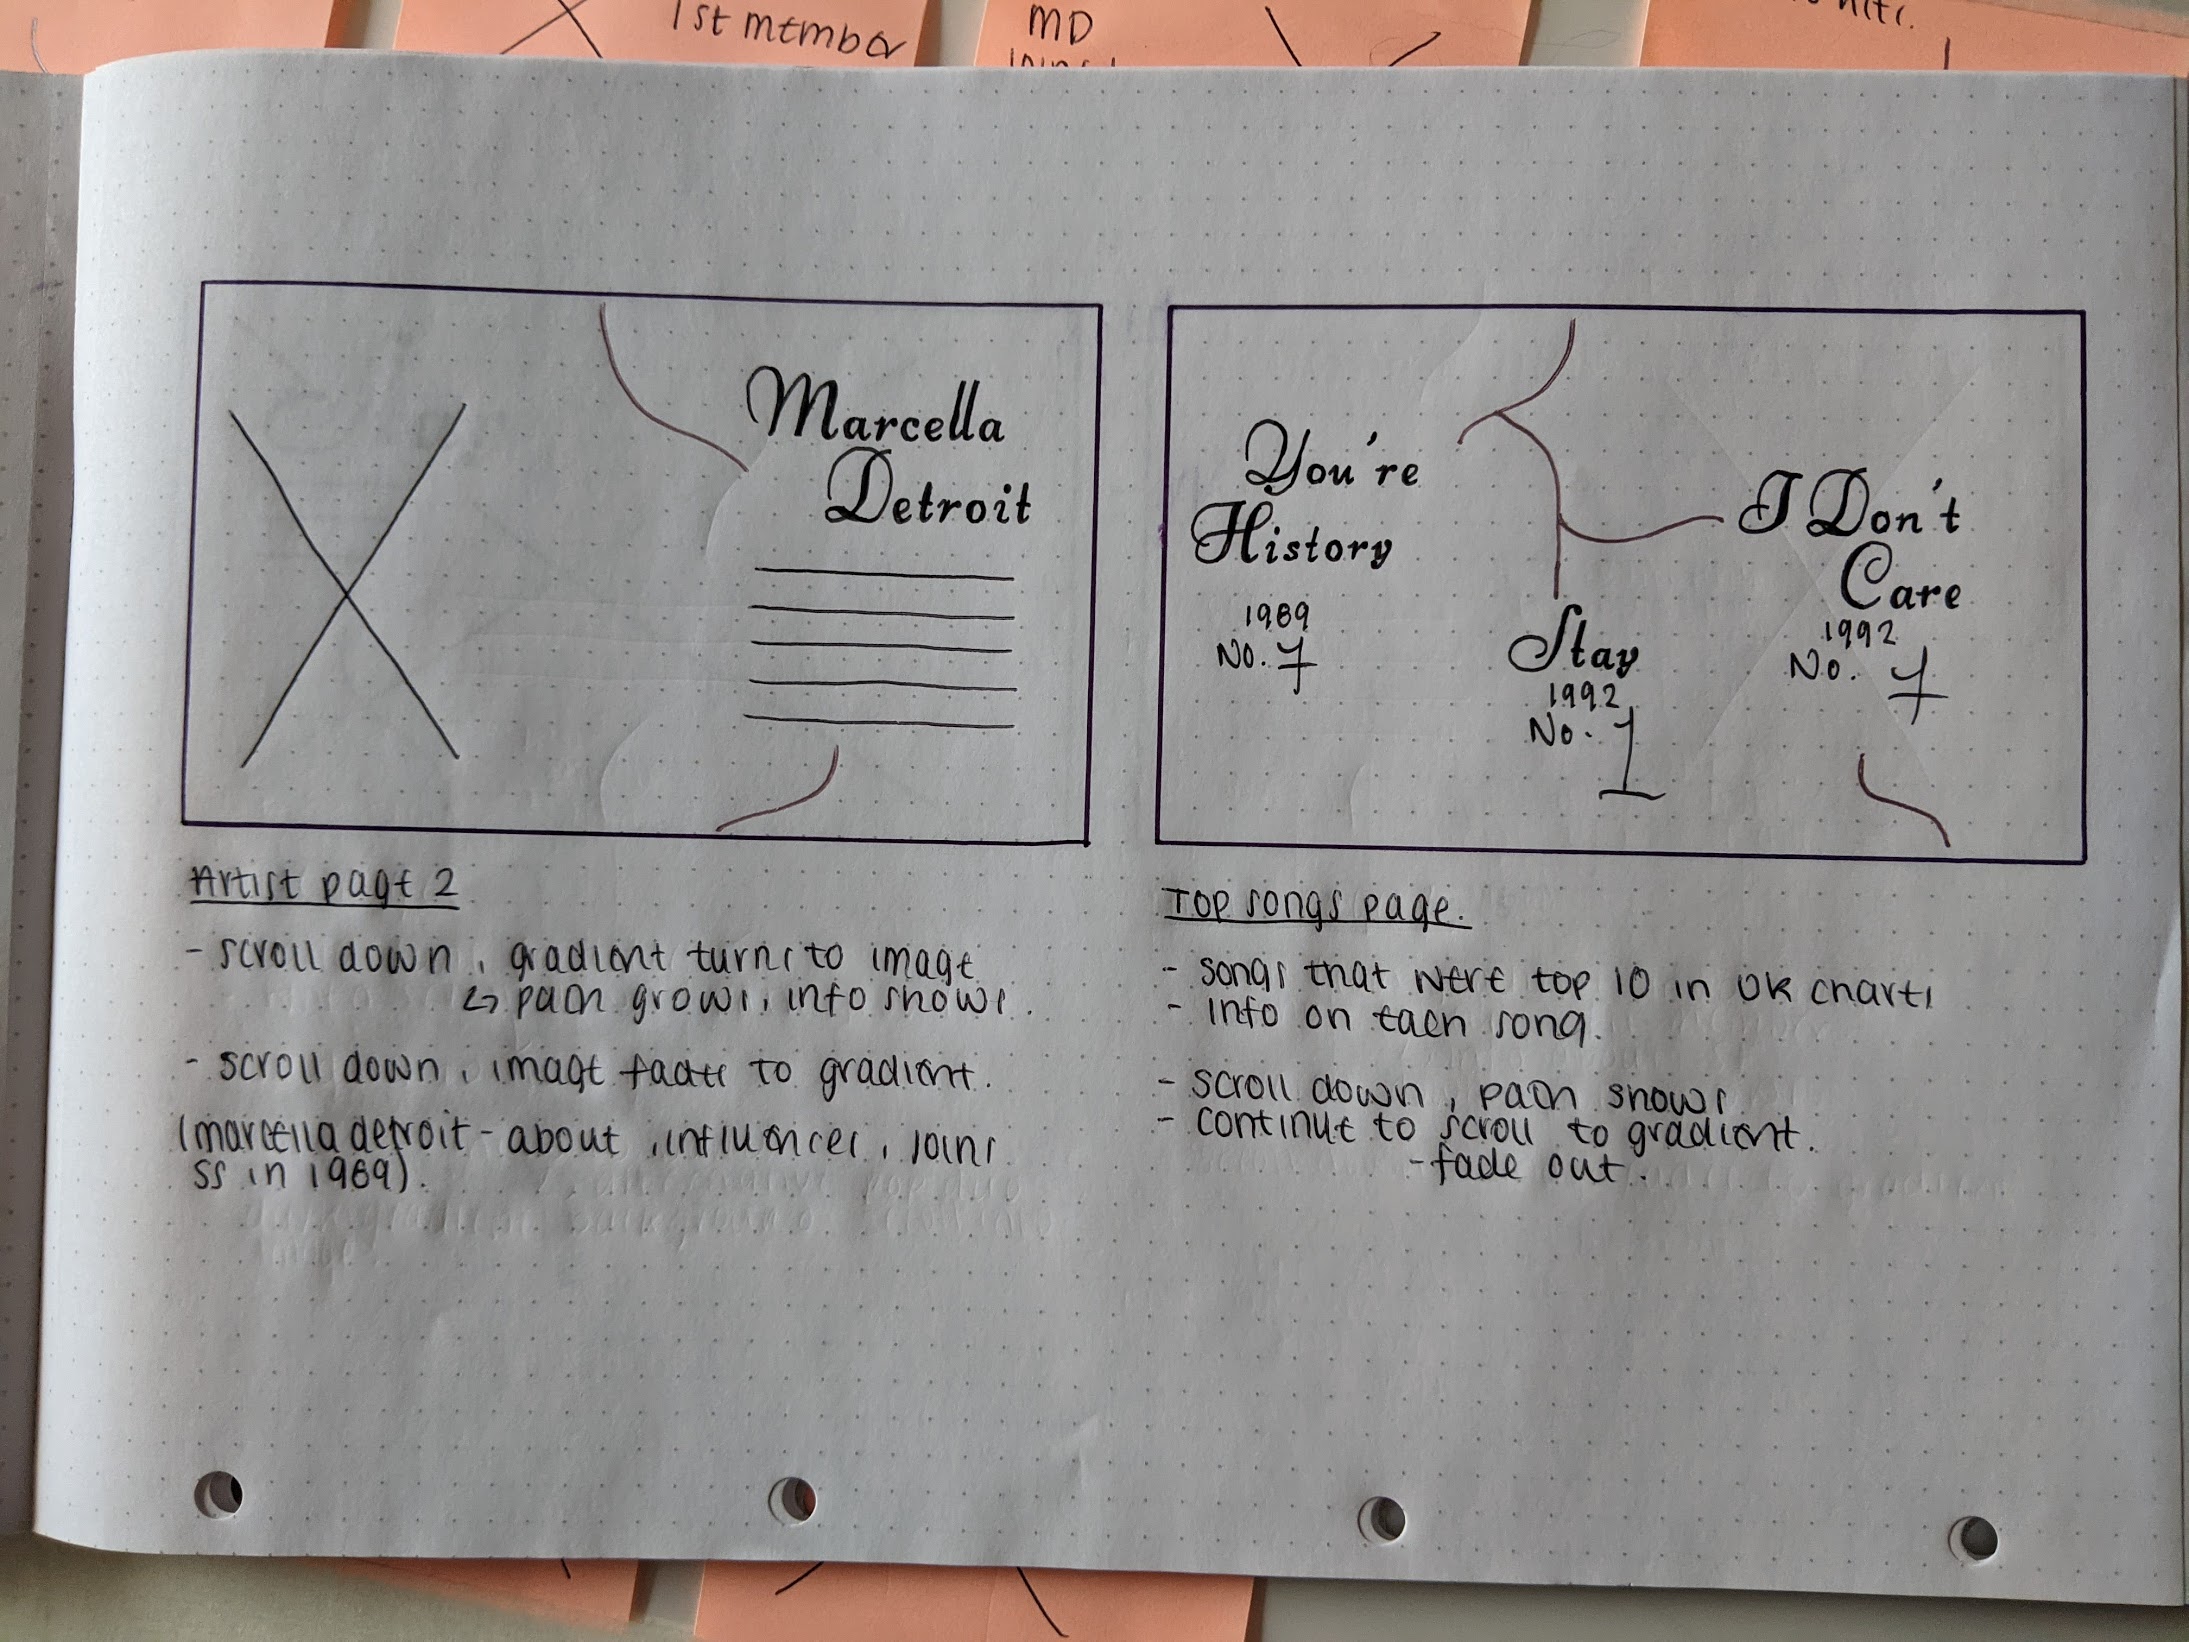 1st member
MD
joins
Marcella
Detroit
Artist page 2
- scroll down, gradient turns to image
↳ path grows, info shows.
- scroll down, image fades to gradient.
(marcella detroit - about, influences, joins
SS in 1989).
You're
History
1989
No. 7
Stay
1992
No. 1
I Don't
Care
1992
No. 7
Top songs page.
- songs that were top 10 in UK charts
- info on each song.
- scroll down, path shows
- continue to scroll to gradient.
- fade out.